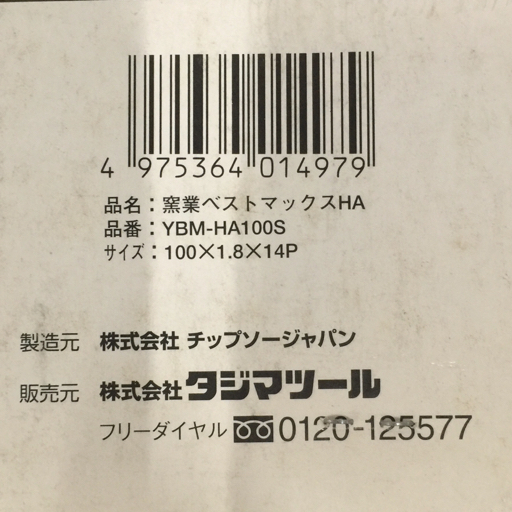 4 975364 014979
品名：窯業ベストマックスHA
品番：YBM-HA100S
サイズ：100×1.8×14P
製造元 株式会社 チップソージャパン
販売元 株式会社 タジマツール
フリーダイヤル 0120-125577